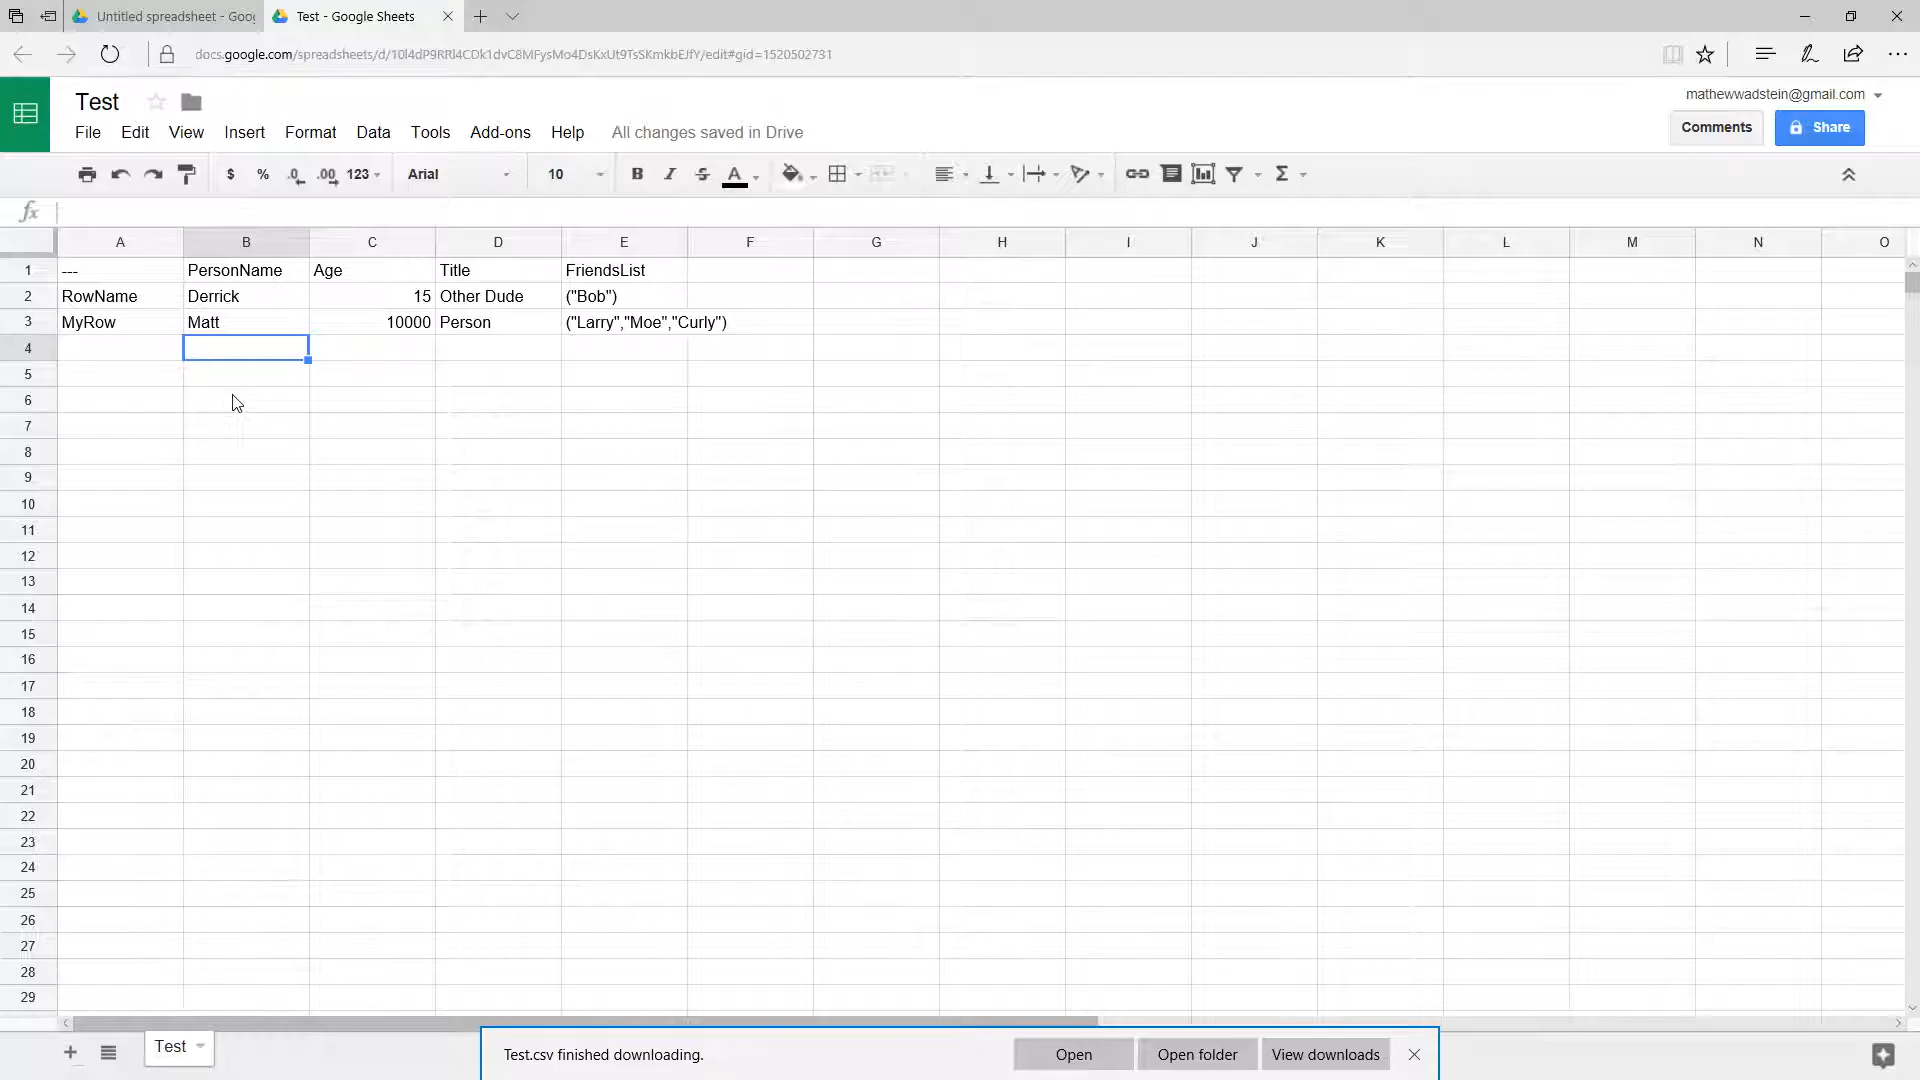 Untitled spreadsheet - Goog
Test - Google Sheets
docs.google.com/spreadsheets/d/10l4dP9RRl4CDk1dvC8MFysMo4DsKxUt9TsSKmkbEJfY/edit#gid=1520502731
Test
mathewwadstein@gmail.com
File Edit View Insert Format Data Tools Add-ons Help All changes saved in Drive
Comments Share
$ % .0 .00 123 Arial 10 B I S A Σ
fx
A B C D E F G H I J K L M N O
1 --- PersonName Age Title FriendsList
2 RowName Derrick 15 Other Dude ("Bob")
3 MyRow Matt 10000 Person ("Larry","Moe","Curly")
4
5
6
7
8
9
10
11
12
13
14
15
16
17
18
19
20
21
22
23
24
25
26
27
28
29
Test
Test.csv finished downloading. Open Open folder View downloads